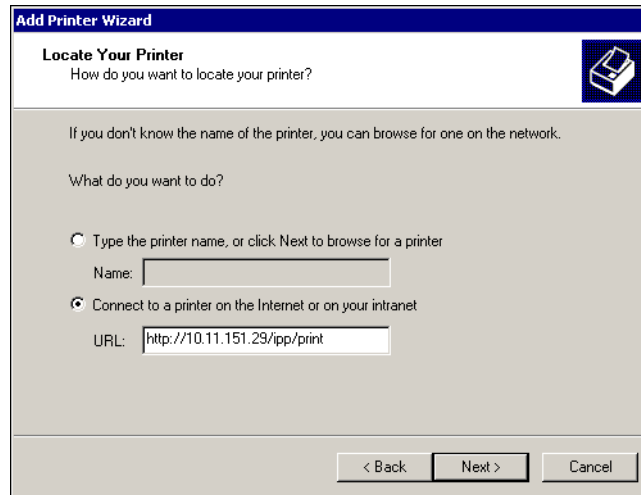 Add Printer Wizard
Locate Your Printer
How do you want to locate your printer?
If you don't know the name of the printer, you can browse for one on the network.
What do you want to do?
Type the printer name, or click Next to browse for a printer
Name:
Connect to a printer on the Internet or on your intranet
URL: http://10.11.151.29/ipp/print
< Back Next > Cancel